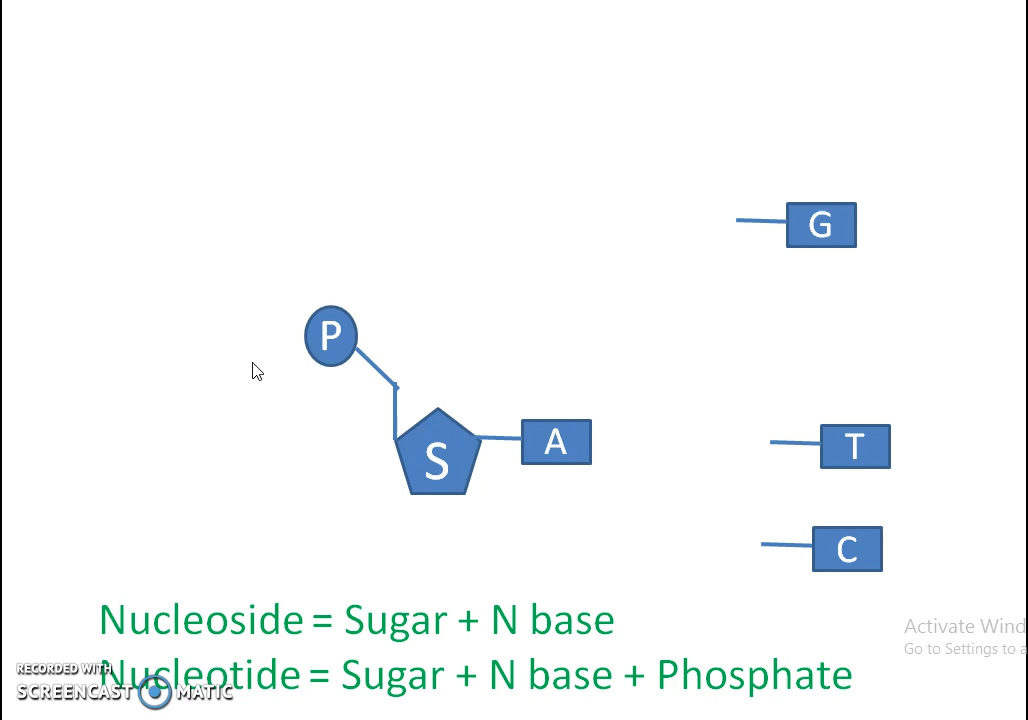 G
P
S
A
T
C
Nucleoside = Sugar + N base
Activate Wind
Go to Settings to a
RECORDED WITH
Nucleotide = Sugar + N base + Phosphate
SCREENCAST MATIC